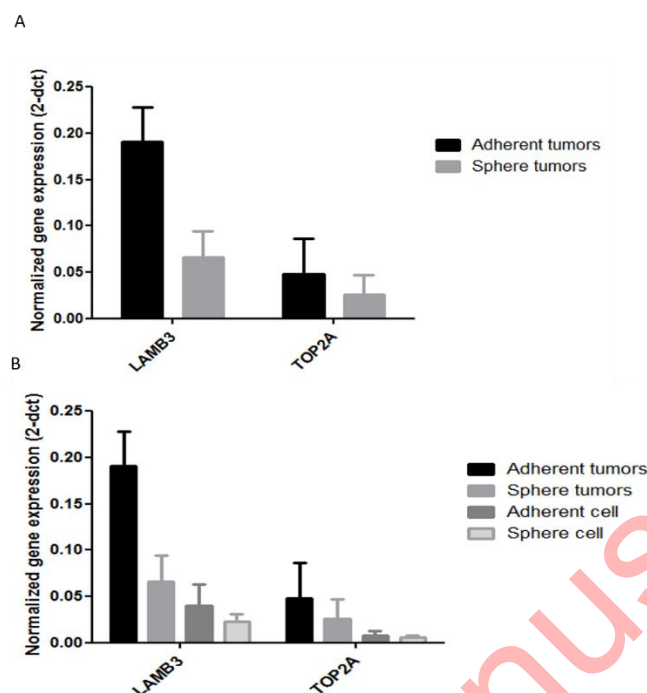 A
Normalized gene expression (2-dct)
0.25
0.20
0.15
0.10
0.05
0.00
LAMB3
TOP2A
Adherent tumors
Sphere tumors
B
Normalized gene expression (2-dct)
0.25
0.20
0.15
0.10
0.05
0.00
LAMB3
TOP2A
Adherent tumors
Sphere tumors
Adherent cell
Sphere cell
nus